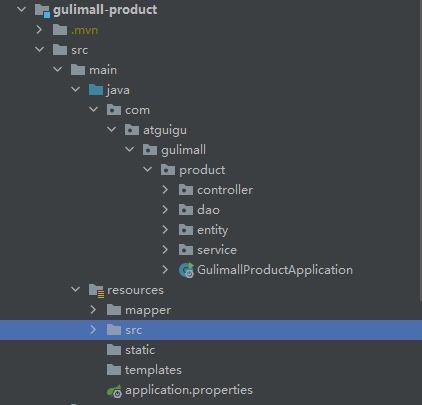 gulimall-product
.mvn
src
main
java
com
atguigu
gulimall
product
controller
dao
entity
service
GulimallProductApplication
resources
mapper
src
static
templates
application.properties